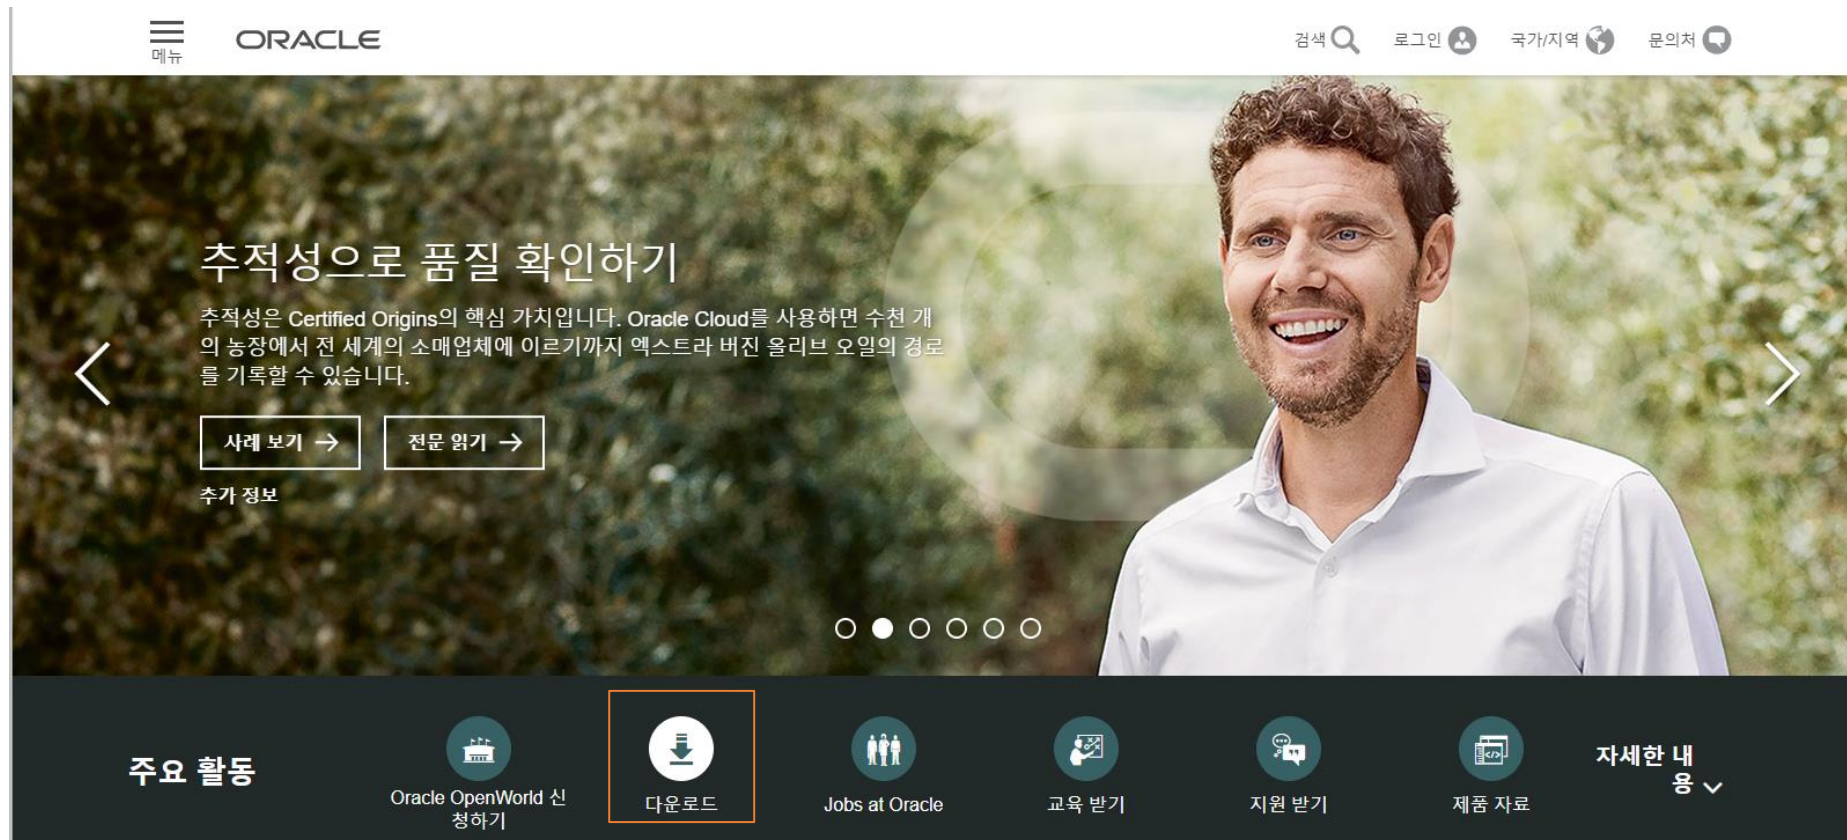 메뉴
ORACLE
검색
로그인
국가/지역
문의처
추적성으로 품질 확인하기
추적성은 Certified Origins의 핵심 가치입니다. Oracle Cloud를 사용하면 수천 개
의 농장에서 전 세계의 소매업체에 이르기까지 엑스트라 버진 올리브 오일의 경로
를 기록할 수 있습니다.
사례 보기 →
전문 읽기 →
추가 정보
주요 활동
Oracle OpenWorld 신
청하기
다운로드
Jobs at Oracle
교육 받기
지원 받기
제품 자료
자세한 내
용